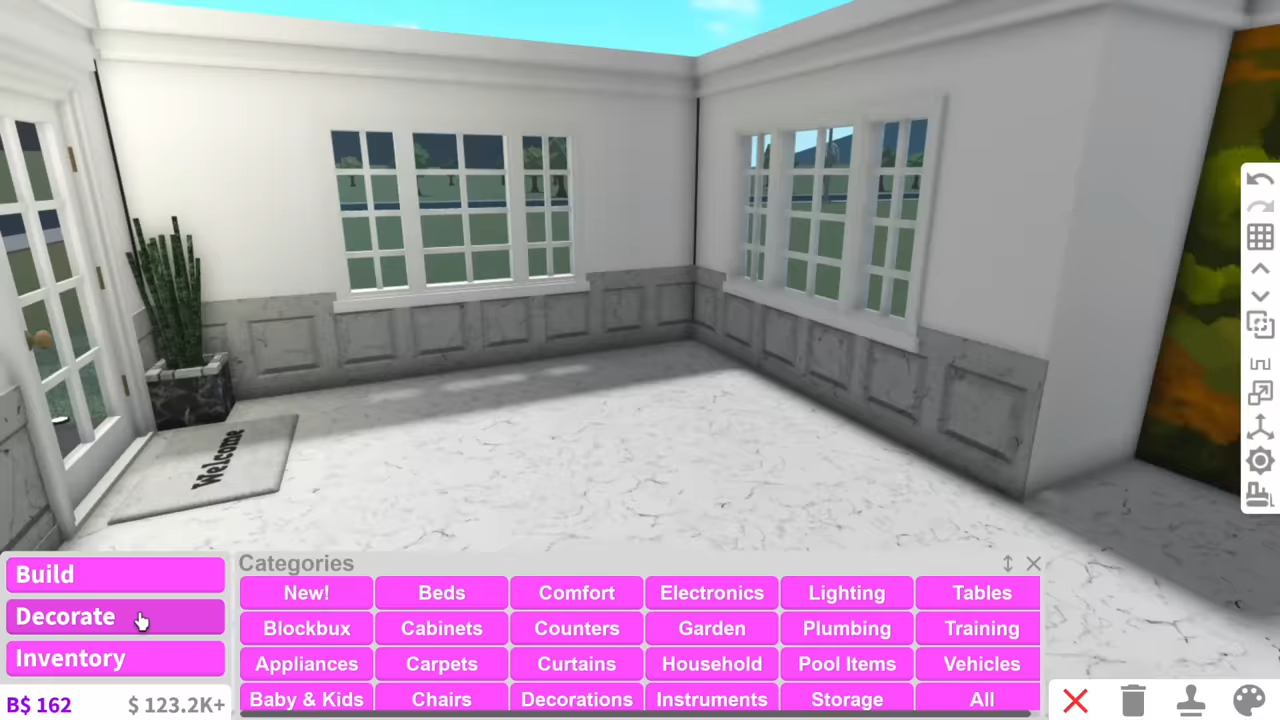 Welcome
Build
Decorate
Inventory
B$ 162 $ 123.2K+
Categories
New! Beds Comfort Electronics Lighting Tables
Blockbux Cabinets Counters Garden Plumbing Training
Appliances Carpets Curtains Household Pool Items Vehicles
Baby & Kids Chairs Decorations Instruments Storage All